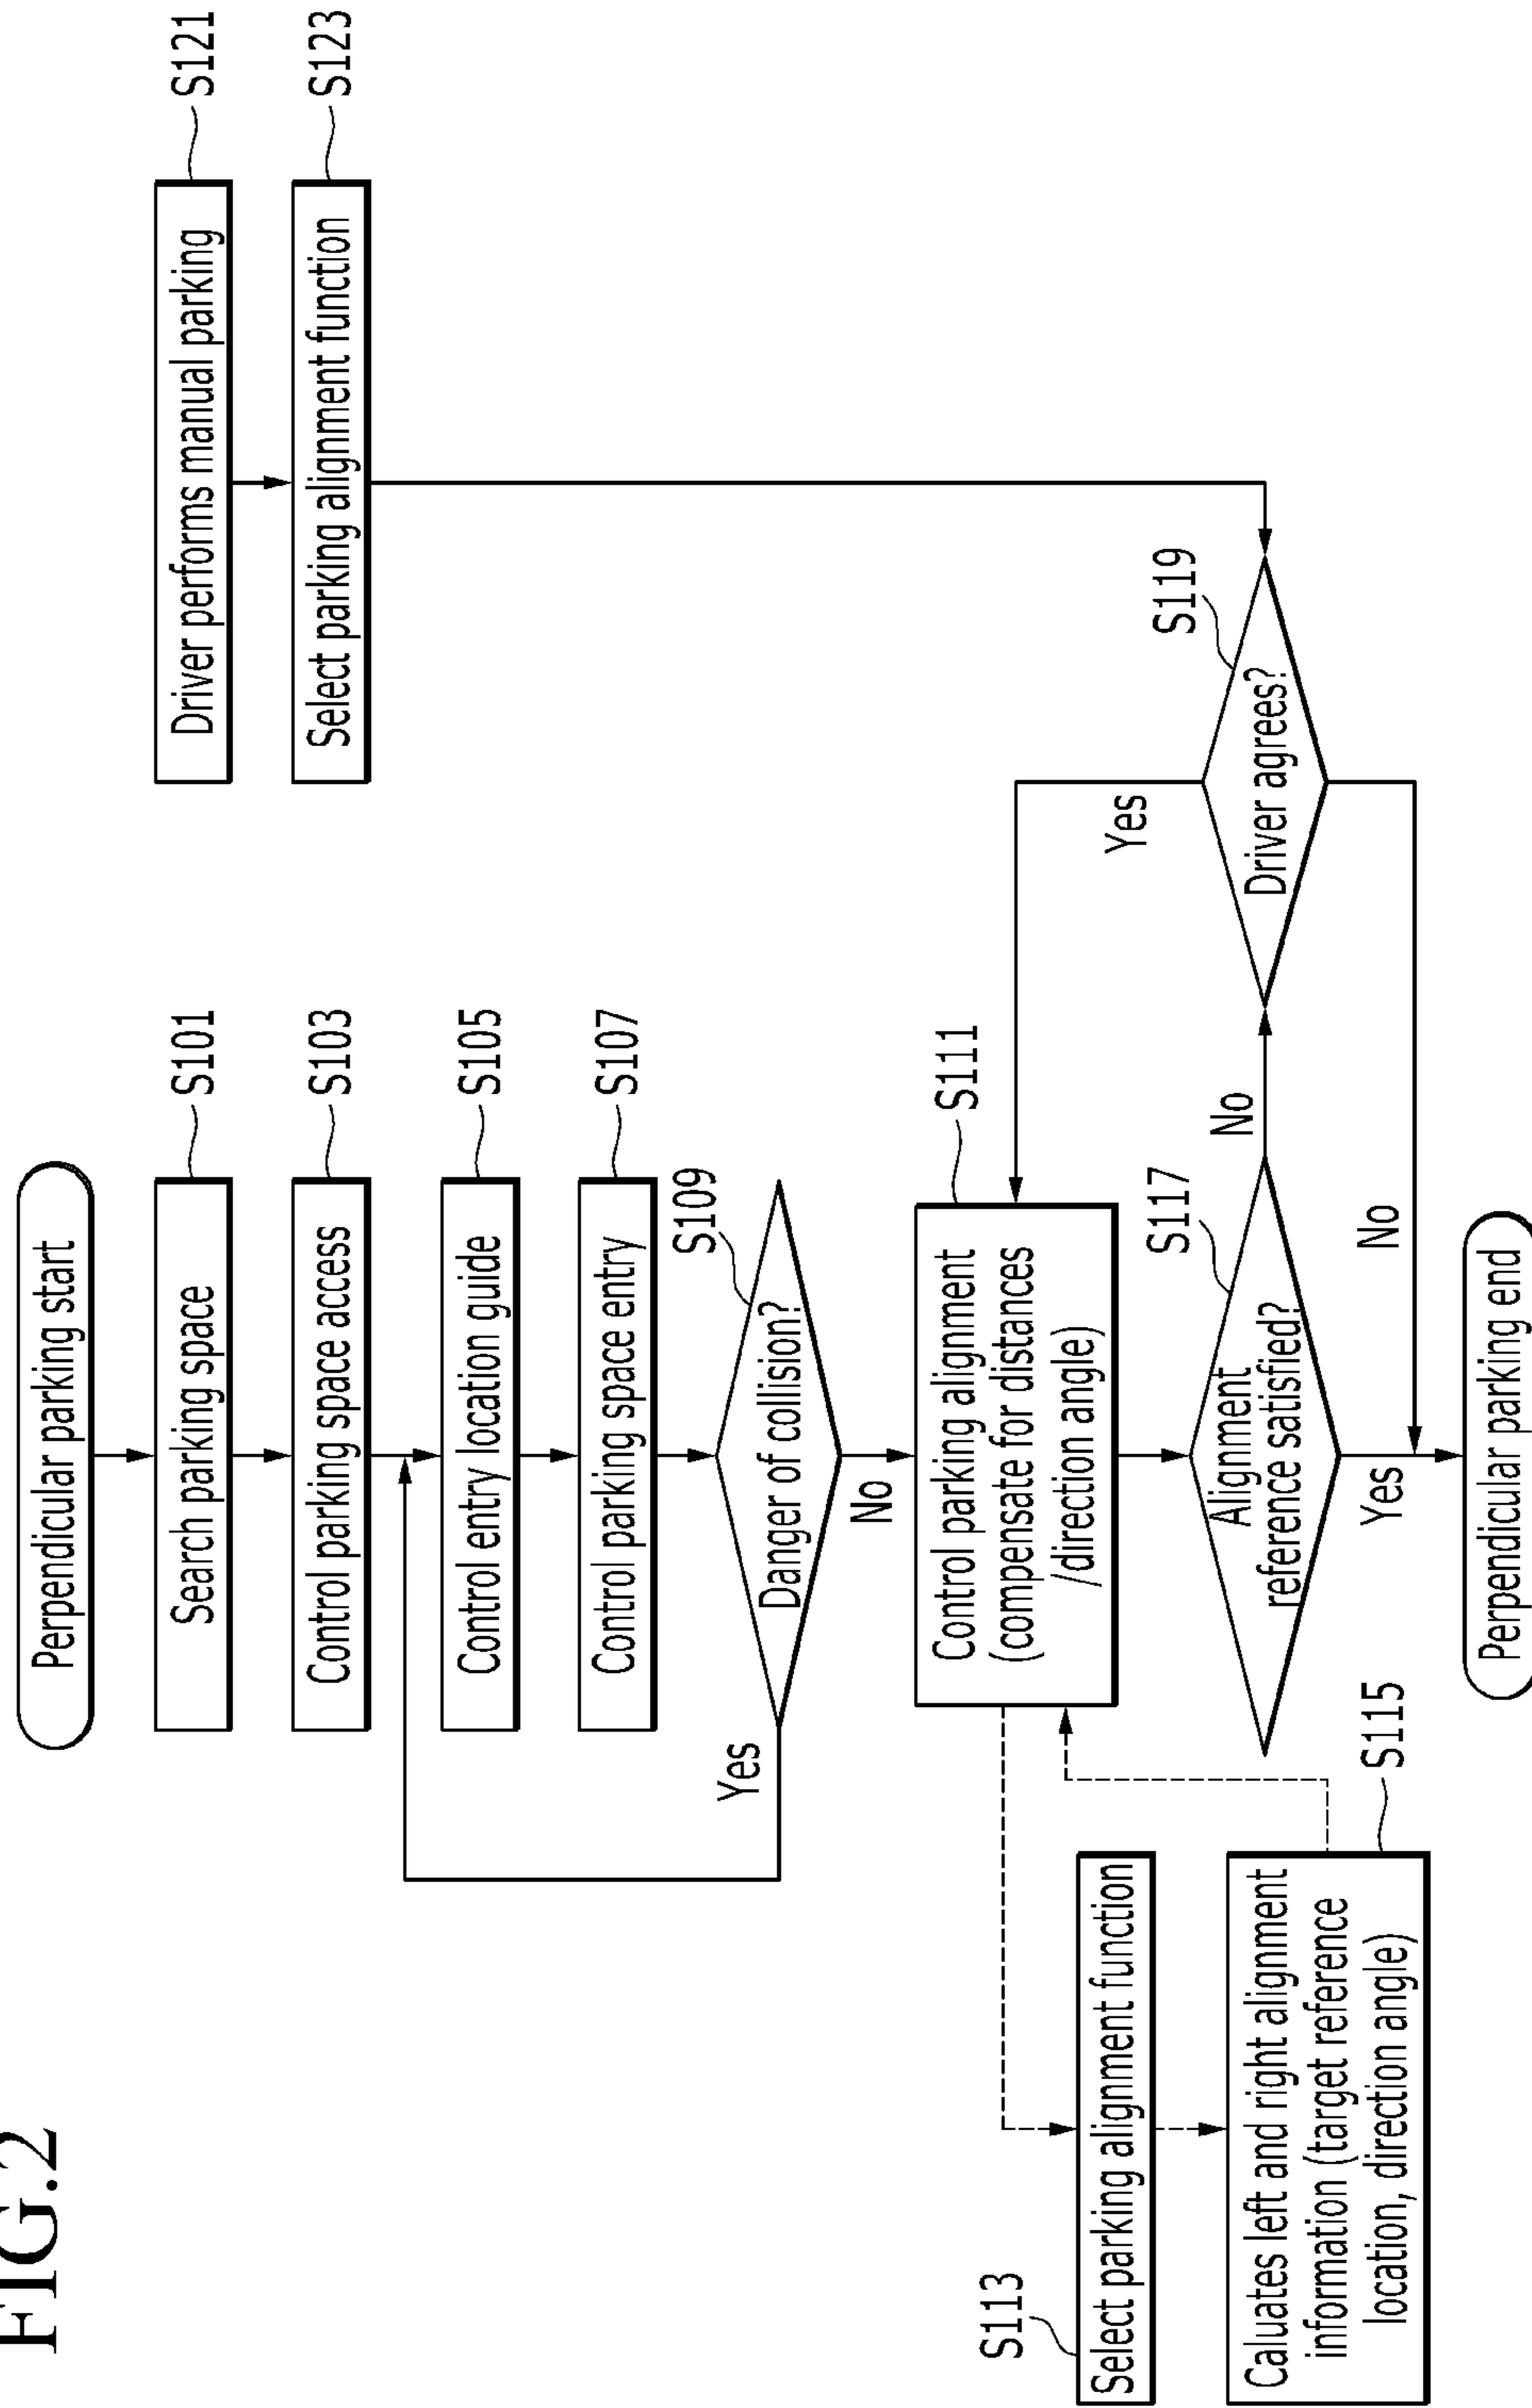 FIG.2
Perpendicular parking start
Search parking space
S101
Control parking space access
S103
Control entry location guide
S105
Control parking space entry
S107
Danger of collision?
S109
Yes
No
Control parking alignment
(compensate for distances
/direction angle)
S111
S113
Select parking alignment function
Caluates left and right alignment
information (target reference
location, direction angle)
S115
Alignment
reference satisfied?
S117
No
Yes
Driver agrees?
S119
Yes
No
Driver performs manual parking
S121
Select parking alignment function
S123
Perpendicular parking end